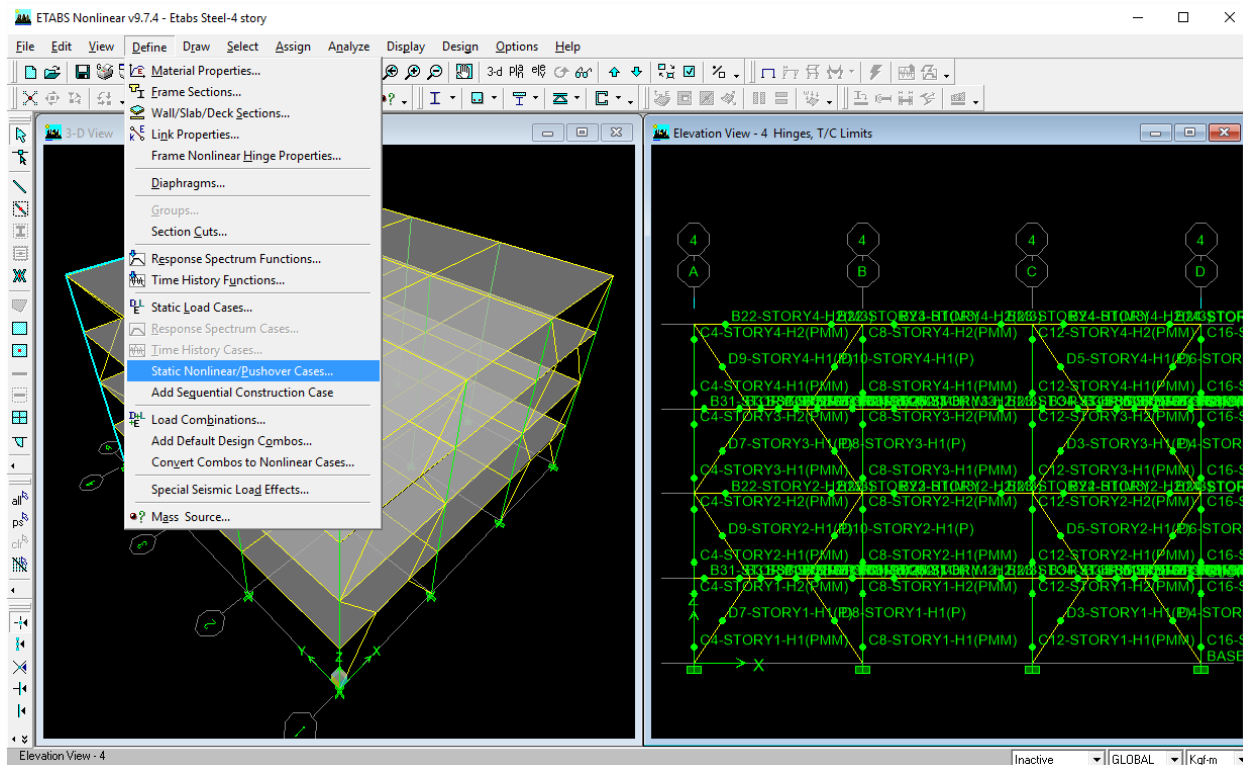 ETABS Nonlinear v9.7.4 - Etabs Steel-4 story
File Edit View Define Draw Select Assign Analyze Display Design Options Help
3-d
all
ps
clr
Material Properties...
Frame Sections...
Wall/Slab/Deck Sections...
Link Properties...
Frame Nonlinear Hinge Properties...
Diaphragms...
Groups...
Section Cuts...
Response Spectrum Functions...
Time History Functions...
Static Load Cases...
Response Spectrum Cases...
Time History Cases...
Static Nonlinear/Pushover Cases...
Add Sequential Construction Case
Load Combinations...
Add Default Design Combos...
Convert Combos to Nonlinear Cases...
Special Seismic Load Effects...
Mass Source...
3-D View
Z
Y X
Elevation View - 4 Hinges, T/C Limits
4 4 4 4
A B C D
C4-STORY4-H2(PMM) C8-STORY4-H2(PMM) C12-STORY4-H2(PMM)
D9-STORY4-H1(P) D10-STORY4-H1(P) D5-STORY4-H1(P)
C4-STORY4-H1(PMM) C8-STORY4-H1(PMM) C12-STORY4-H1(PMM)
C4-STORY3-H2(PMM) C8-STORY3-H2(PMM) C12-STORY3-H2(PMM)
D7-STORY3-H1(P) D8-STORY3-H1(P) D3-STORY3-H1(P)
C4-STORY3-H1(PMM) C8-STORY3-H1(PMM) C12-STORY3-H1(PMM)
C4-STORY2-H2(PMM) C8-STORY2-H2(PMM) C12-STORY2-H2(PMM)
D9-STORY2-H1(P) D10-STORY2-H1(P) D5-STORY2-H1(P)
C4-STORY2-H1(PMM) C8-STORY2-H1(PMM) C12-STORY2-H1(PMM)
C4-STORY1-H2(PMM) C8-STORY1-H2(PMM) C12-STORY1-H2(PMM)
Z
D7-STORY1-H1(P) D8-STORY1-H1(P) D3-STORY1-H1(P)
C4-STORY1-H1(PMM) C8-STORY1-H1(PMM) C12-STORY1-H1(PMM)
BASE
X
Elevation View - 4
Inactive GLOBAL Kgf-m